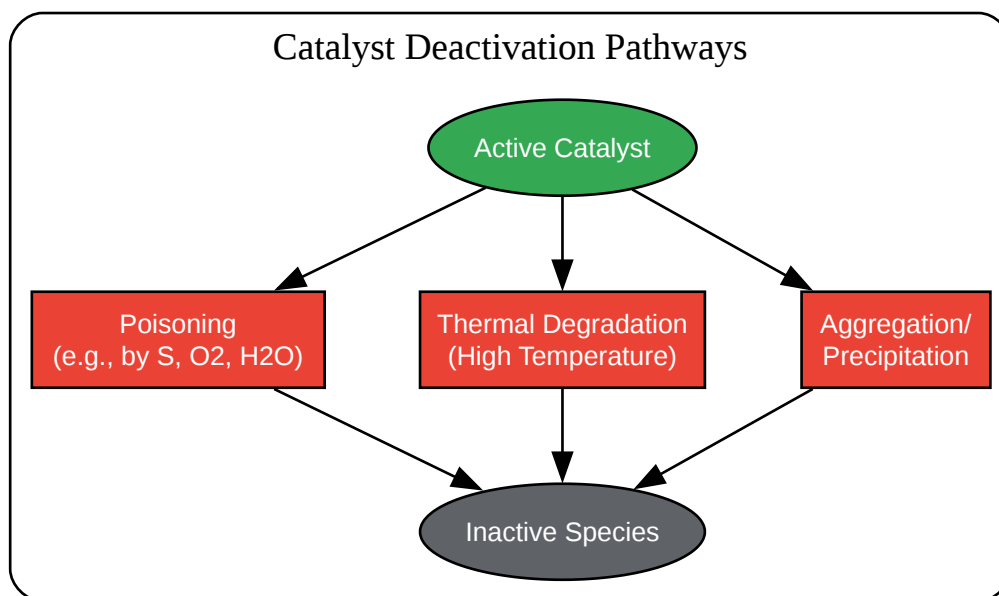 Catalyst Deactivation Pathways
Active Catalyst
Poisoning
(e.g., by S, O2, H2O)
Thermal Degradation
(High Temperature)
Aggregation/
Precipitation
Inactive Species